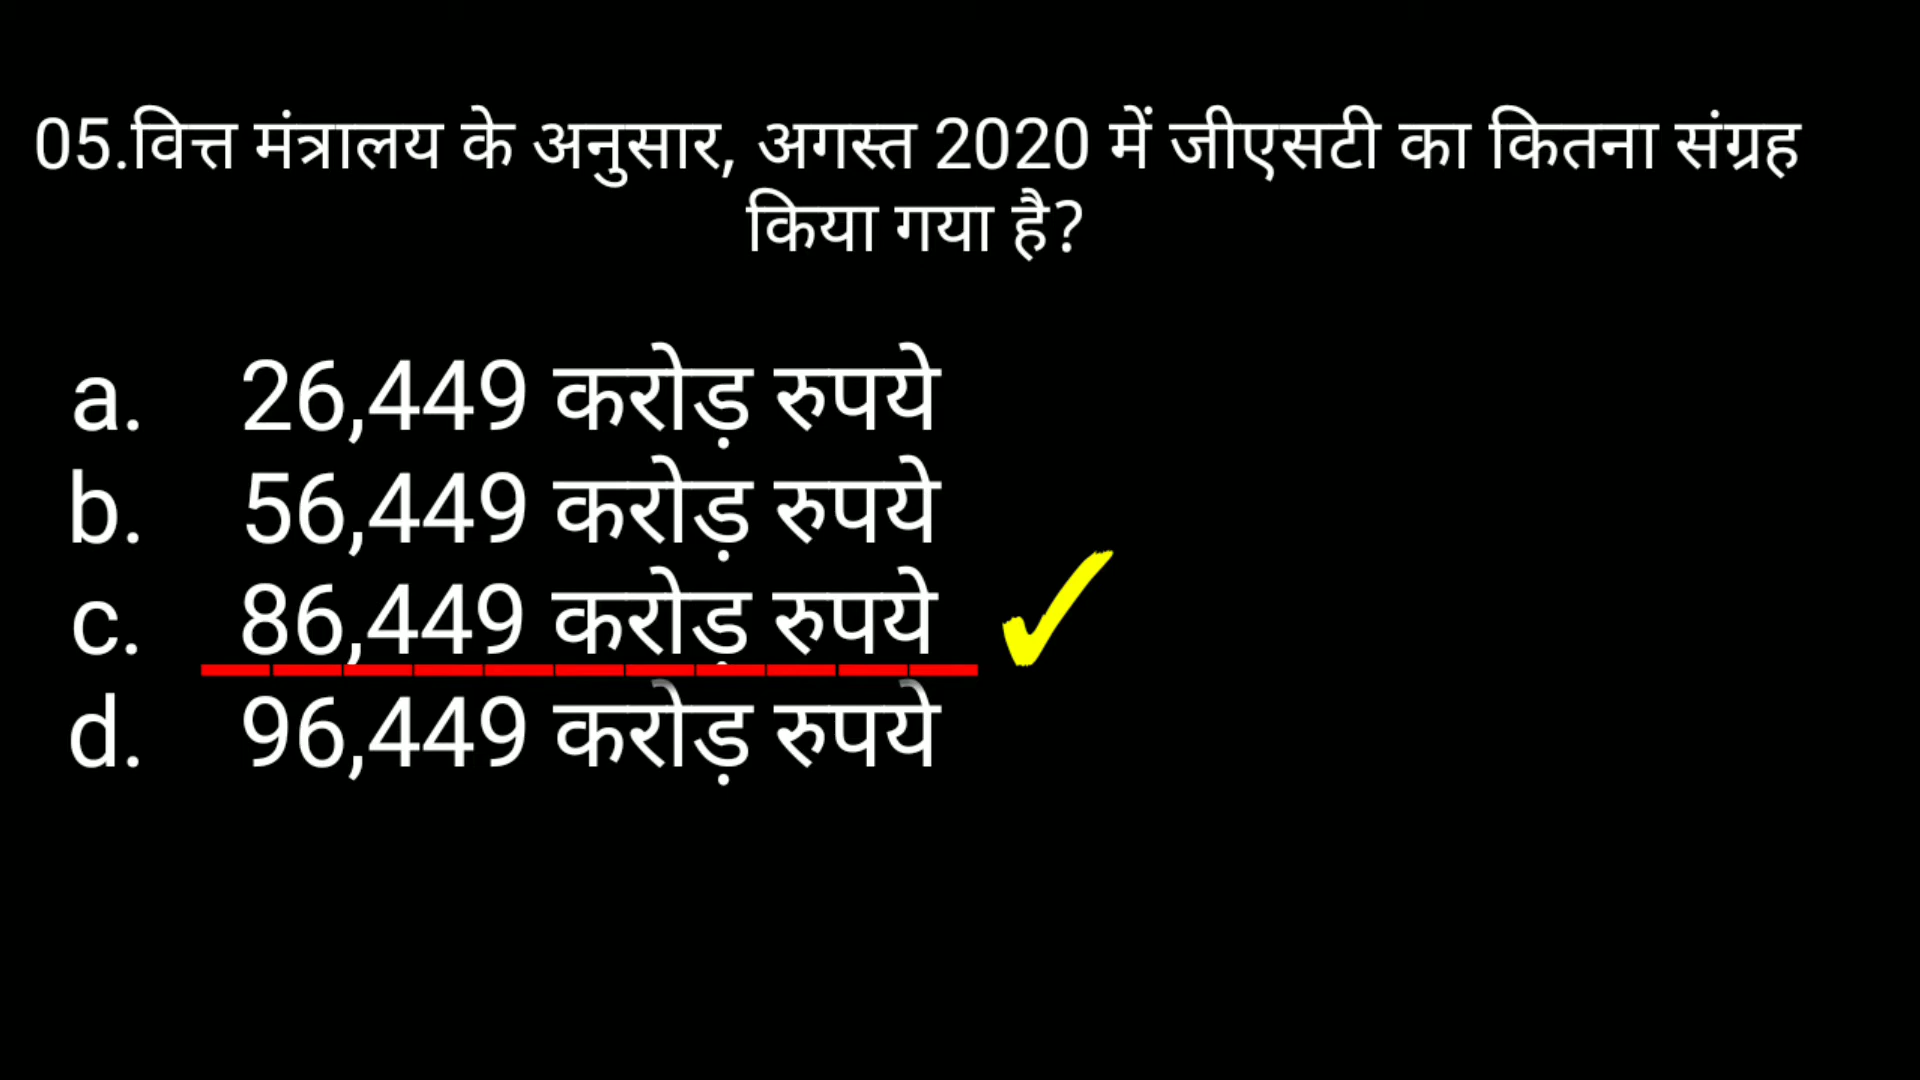 05.वित्त मंत्रालय के अनुसार, अगस्त 2020 में जीएसटी का कितना संग्रह
किया गया है?
a. 26,449 करोड़ रुपये
b. 56,449 करोड़ रुपये
c. 86,449 करोड़ रुपये
d. 96,449 करोड़ रुपये